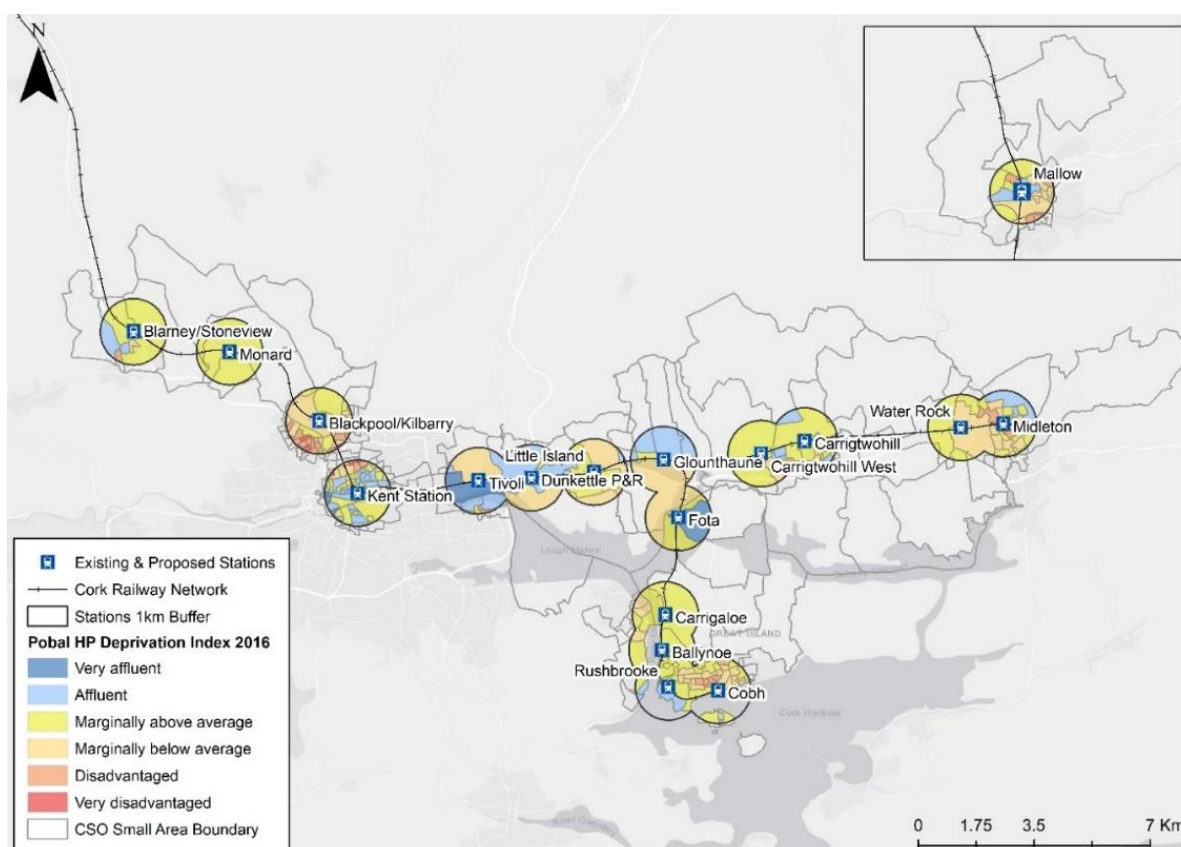 N
Mallow
Blarney/Stoneview
Monard
Blackpool/Kilbarry
Kent Station
Tivoli
Little Island
Dunkettle P&R
Glounthaune
Carrigtwohill West
Carrigtwohill
Water Rock
Midleton
Fota
Lough Mahon
Carrigaloe
GREAT ISLAND
Ballynoe
Rushbrooke
Cobh
Cork Harbour
Existing & Proposed Stations
Cork Railway Network
Stations 1km Buffer
Pobal HP Deprivation Index 2016
Very affluent
Affluent
Marginally above average
Marginally below average
Disadvantaged
Very disadvantaged
CSO Small Area Boundary
0 1.75 3.5 7 Km